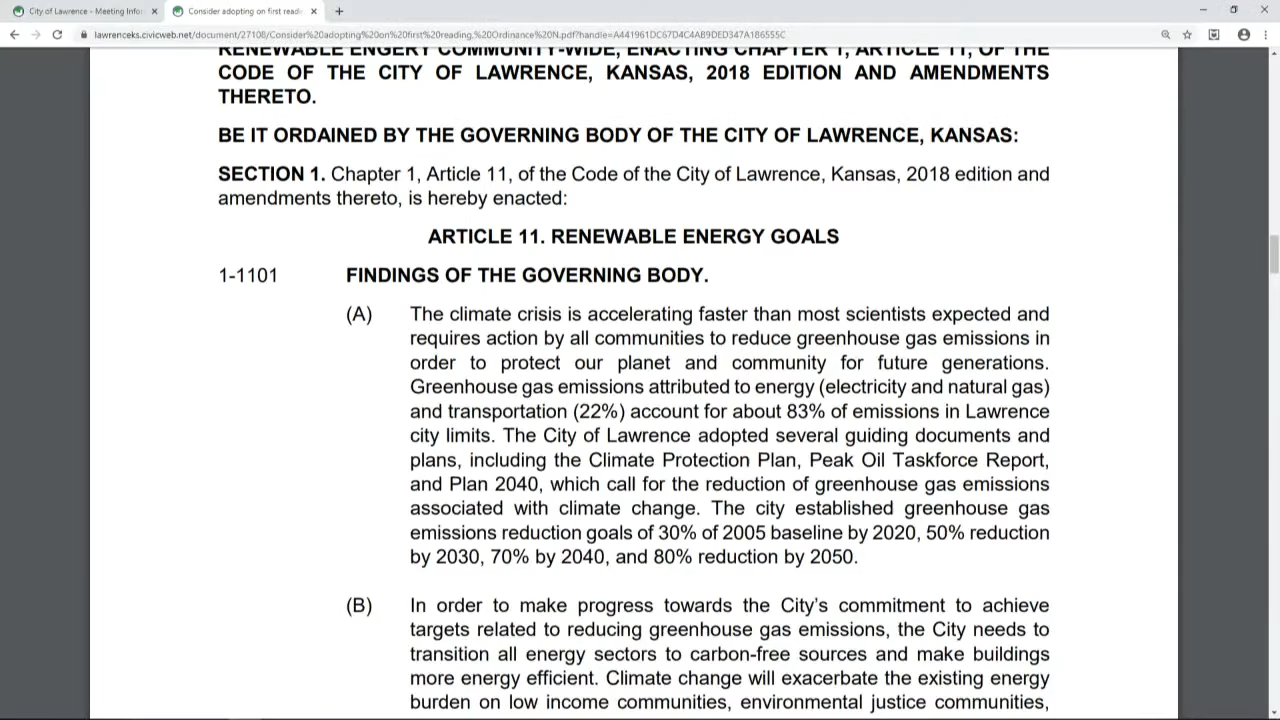 City of Lawrence - Meeting Infor
Consider adopting on first readi
lawrenceks.civicweb.net/document/27108/Consider%20adopting%20on%20first%20reading,%20Ordinance%20N.pdf?handle=A441961DC67D4C4AB9DED347A186555C
RENEWABLE ENGERY COMMUNITY-WIDE, ENACTING CHAPTER 1, ARTICLE 11, OF THE
CODE OF THE CITY OF LAWRENCE, KANSAS, 2018 EDITION AND AMENDMENTS
THERETO.
BE IT ORDAINED BY THE GOVERNING BODY OF THE CITY OF LAWRENCE, KANSAS:
SECTION 1. Chapter 1, Article 11, of the Code of the City of Lawrence, Kansas, 2018 edition and
amendments thereto, is hereby enacted:
ARTICLE 11. RENEWABLE ENERGY GOALS
1-1101 FINDINGS OF THE GOVERNING BODY.
(A) The climate crisis is accelerating faster than most scientists expected and
requires action by all communities to reduce greenhouse gas emissions in
order to protect our planet and community for future generations.
Greenhouse gas emissions attributed to energy (electricity and natural gas)
and transportation (22%) account for about 83% of emissions in Lawrence
city limits. The City of Lawrence adopted several guiding documents and
plans, including the Climate Protection Plan, Peak Oil Taskforce Report,
and Plan 2040, which call for the reduction of greenhouse gas emissions
associated with climate change. The city established greenhouse gas
emissions reduction goals of 30% of 2005 baseline by 2020, 50% reduction
by 2030, 70% by 2040, and 80% reduction by 2050.
(B) In order to make progress towards the City's commitment to achieve
targets related to reducing greenhouse gas emissions, the City needs to
transition all energy sectors to carbon-free sources and make buildings
more energy efficient. Climate change will exacerbate the existing energy
burden on low income communities, environmental justice communities,